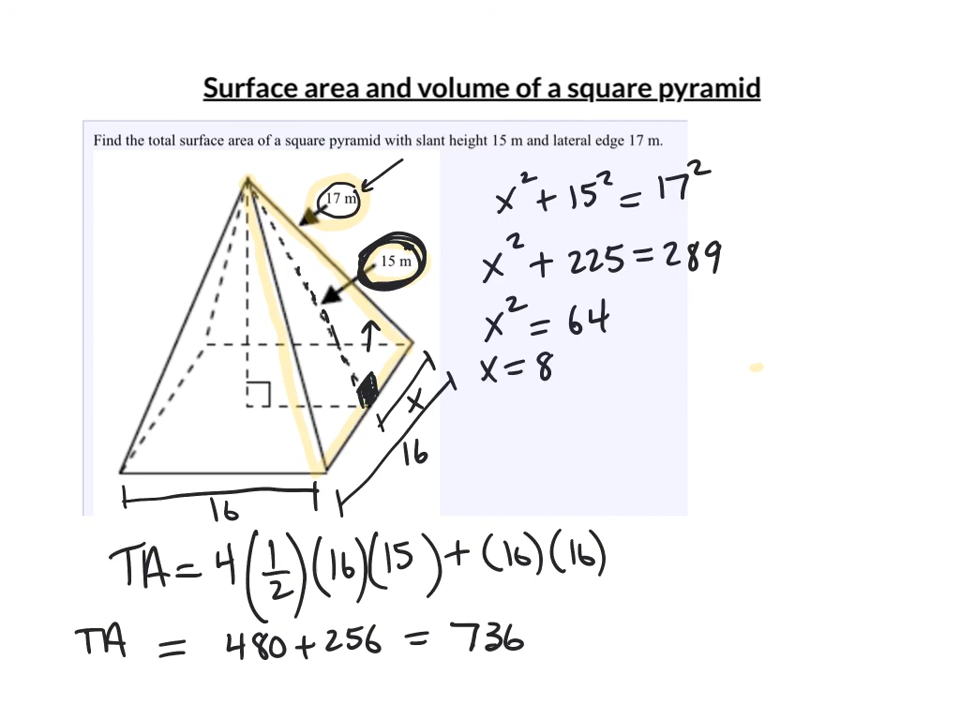 Surface area and volume of a square pyramid
Find the total surface area of a square pyramid with slant height 15 m and lateral edge 17 m.
17 m
15 m
x
16
16
x² + 15² = 17²
x² + 225 = 289
x² = 64
x = 8
TA = 4(1/2)(16)(15) + (16)(16)
TA = 480 + 256 = 736